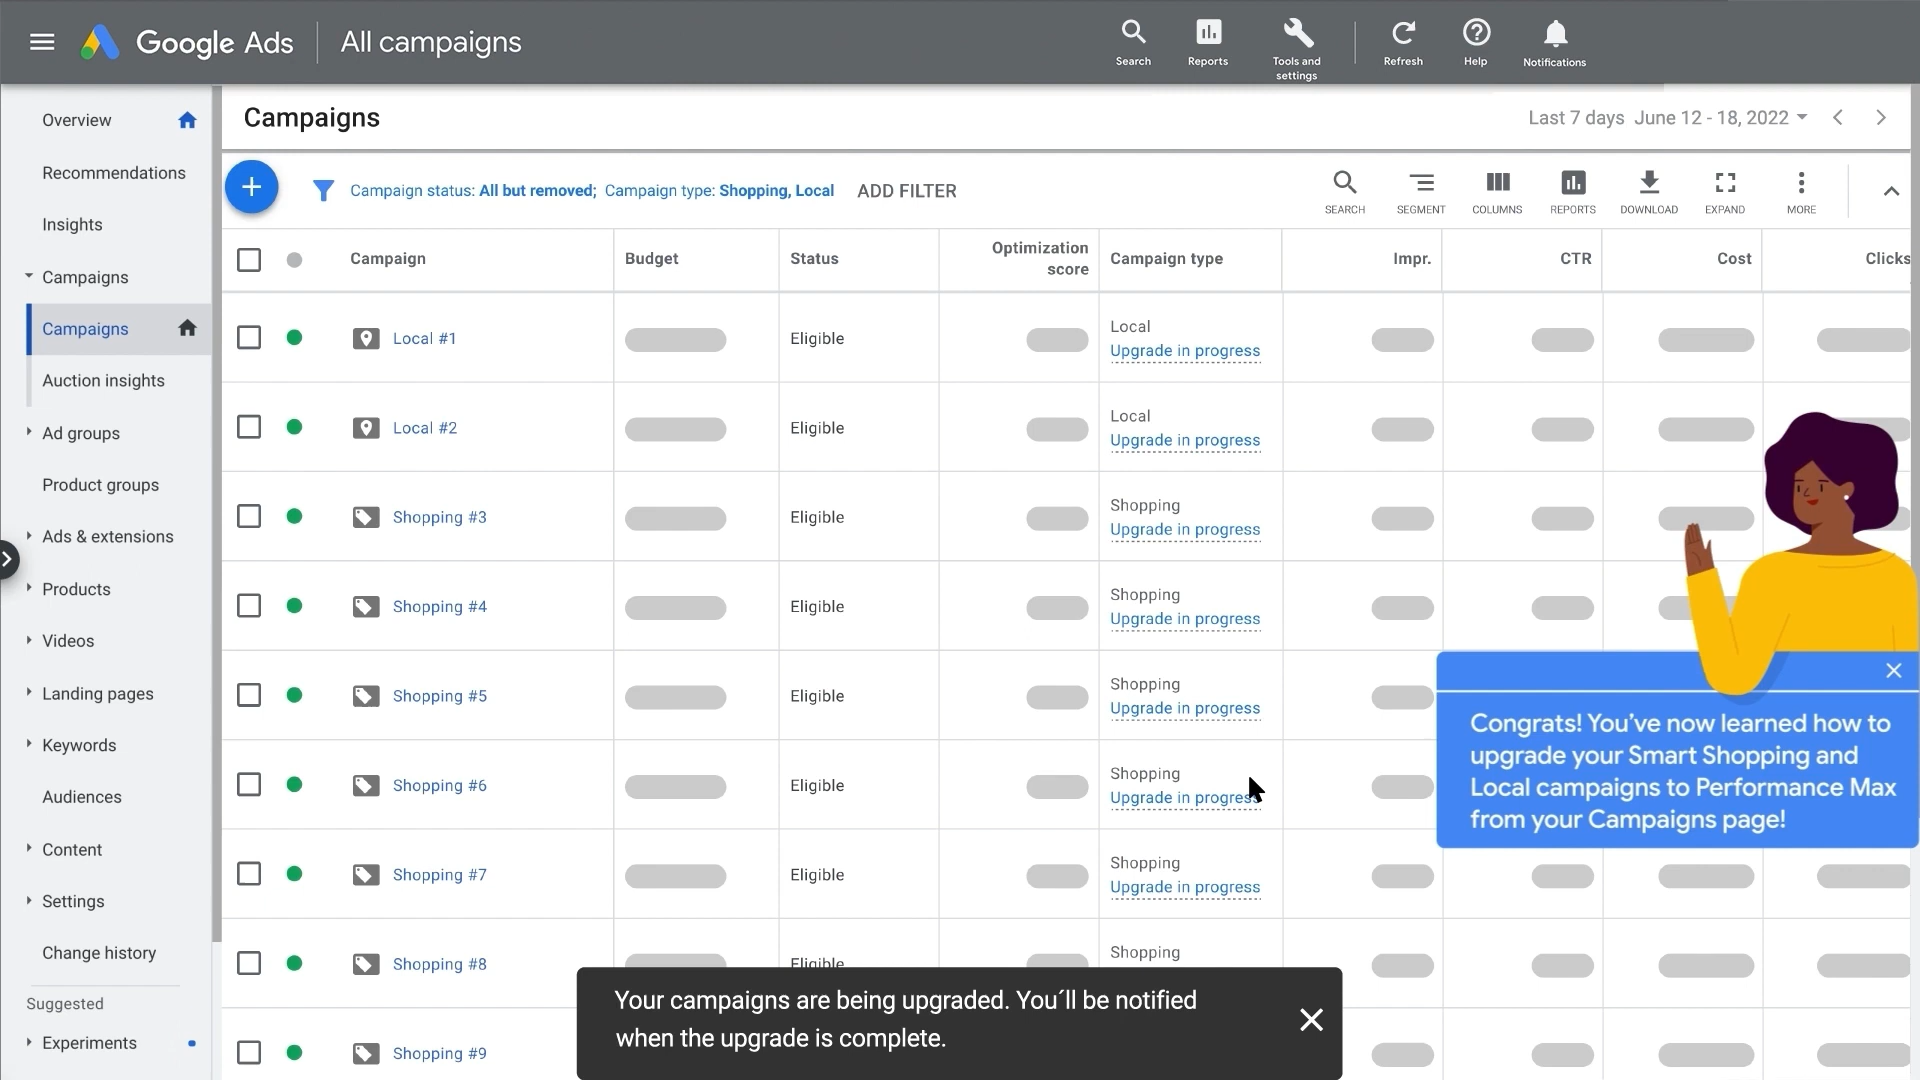 Google Ads
All campaigns
Search
Reports
Tools and
settings
Refresh
Help
Notifications
Overview
Recommendations
Insights
Campaigns
Campaigns
Auction insights
Ad groups
Product groups
Ads & extensions
Products
Videos
Landing pages
Keywords
Audiences
Content
Settings
Change history
Suggested
Experiments
Campaigns
Last 7 days June 12 - 18, 2022
Campaign status: All but removed; Campaign type: Shopping, Local ADD FILTER
SEARCH
SEGMENT
COLUMNS
REPORTS
DOWNLOAD
EXPAND
MORE
Campaign
Budget
Status
Optimization
score
Campaign type
Impr.
CTR
Cost
Clicks
Local #1
Eligible
Local
Upgrade in progress
Local #2
Eligible
Local
Upgrade in progress
Shopping #3
Eligible
Shopping
Upgrade in progress
Shopping #4
Eligible
Shopping
Upgrade in progress
Shopping #5
Eligible
Shopping
Upgrade in progress
Shopping #6
Eligible
Shopping
Upgrade in progress
Shopping #7
Eligible
Shopping
Upgrade in progress
Shopping #8
Eligible
Shopping
Shopping #9
Congrats! You’ve now learned how to
upgrade your Smart Shopping and
Local campaigns to Performance Max
from your Campaigns page!
Your campaigns are being upgraded. You´ll be notified
when the upgrade is complete.